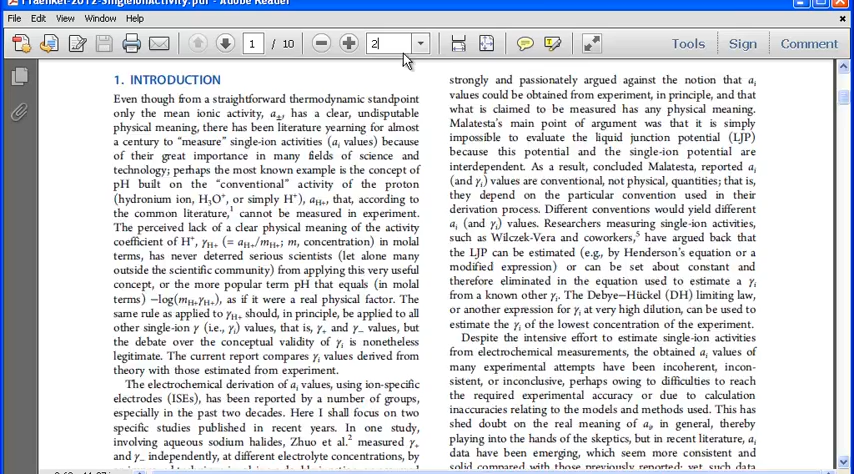 Fraenkel-2012-SingleIonActivity.pdf - Adobe Reader
File Edit View Window Help
1 / 10 2 Tools Sign Comment
1. INTRODUCTION
Even though from a straightforward thermodynamic standpoint
only the mean ionic activity, a±, has a clear, undisputable
physical meaning, there has been literature yearning for almost
a century to “measure” single-ion activities (ai values) because
of their great importance in many fields of science and
technology; perhaps the most known example is the concept of
pH built on the “conventional” activity of the proton
(hydronium ion, H3O+, or simply H+), aH+, that, according to
the common literature,1 cannot be measured in experiment.
The perceived lack of a clear physical meaning of the activity
coefficient of H+, γH+ (= aH+/mH+; m, concentration) in molal
terms, has never deterred serious scientists (let alone many
outside the scientific community) from applying this very useful
concept, or the more popular term pH that equals (in molal
terms) −log(mH+γH+), as if it were a real physical factor. The
same rule as applied to γH+ should, in principle, be applied to all
other single-ion γ (i.e., γi) values, that is, γ+ and γ− values, but
the debate over the conceptual validity of γi is nonetheless
legitimate. The current report compares γi values derived from
theory with those estimated from experiment.
The electrochemical derivation of ai values, using ion-specific
electrodes (ISEs), has been reported by a number of groups,
especially in the past two decades. Here I shall focus on two
specific studies published in recent years. In one study,
involving aqueous sodium halides, Zhuo et al.2 measured γ+
and γ− independently, at different electrolyte concentrations, by
strongly and passionately argued against the notion that ai
values could be obtained from experiment, in principle, and that
what is claimed to be measured has any physical meaning.
Malatesta’s main point of argument was that it is simply
impossible to evaluate the liquid junction potential (LJP)
because this potential and the single-ion potential are
interdependent. As a result, concluded Malatesta, reported ai
(and γi) values are conventional, not physical, quantities; that is,
they depend on the particular convention used in their
derivation process. Different conventions would yield different
ai (and γi) values. Researchers measuring single-ion activities,
such as Wilczek-Vera and coworkers,5 have argued back that
the LJP can be estimated (e.g., by Henderson’s equation or a
modified expression) or can be set about constant and
therefore eliminated in the equation used to estimate a γi
from a known other γi. The Debye−Hückel (DH) limiting law,
or another expression for γi at very high dilution, can be used to
estimate the γi of the lowest concentration of the experiment.
Despite the intensive effort to estimate single-ion activities
from electrochemical measurements, the obtained ai values of
many experimental attempts have been incoherent, incon-
sistent, or inconclusive, perhaps owing to difficulties to reach
the required experimental accuracy or due to calculation
inaccuracies relating to the models and methods used. This has
shed doubt on the real meaning of ai, in general, thereby
playing into the hands of the skeptics, but in recent literature, ai
data have been emerging, which seem more consistent and
solid compared with those previously reported; yet, such data